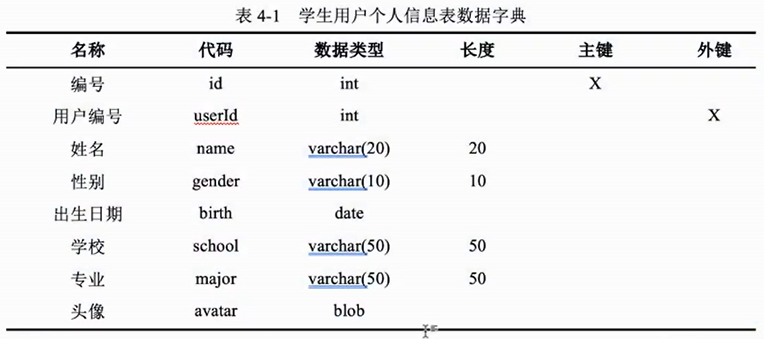 表 4-1 学生用户个人信息表数据字典
名称 代码 数据类型 长度 主键 外键
编号 id int X
用户编号 userId int X
姓名 name varchar(20) 20
性别 gender varchar(10) 10
出生日期 birth date
学校 school varchar(50) 50
专业 major varchar(50) 50
头像 avatar blob